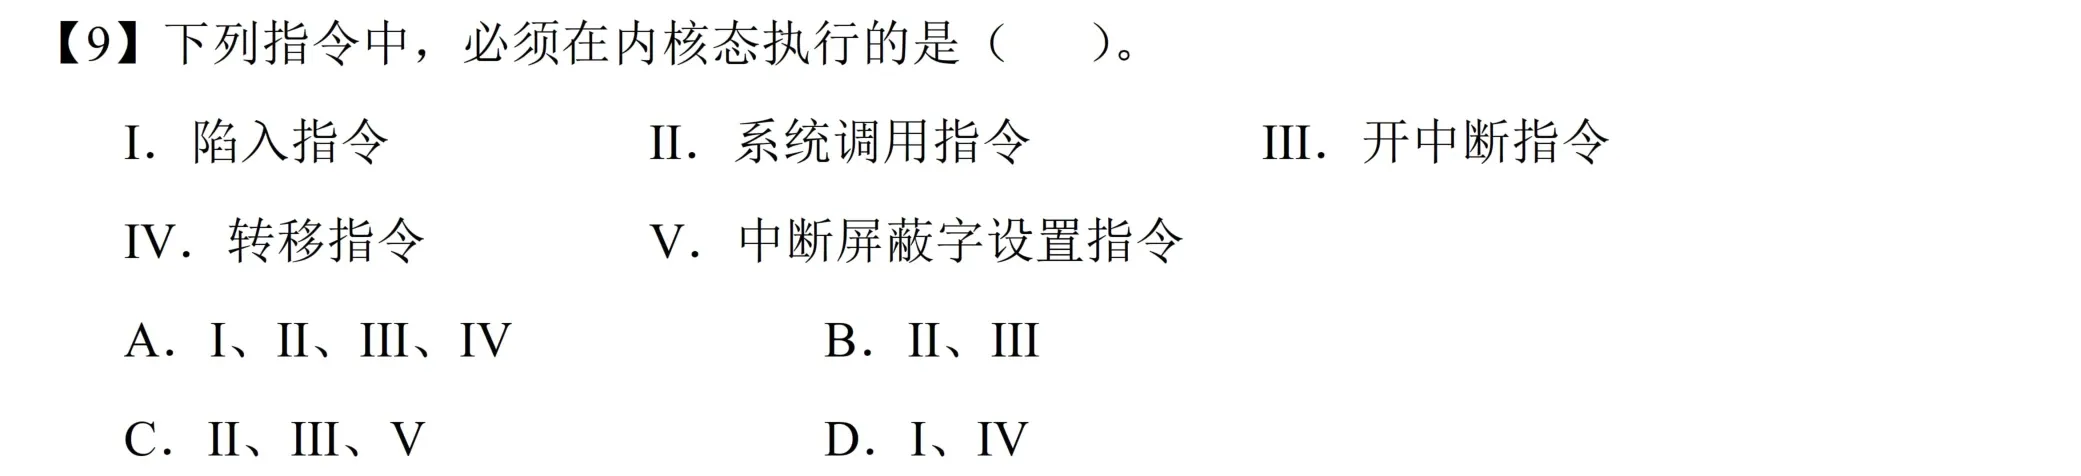 【9】下列指令中，必须在内核态执行的是（  ）。
I．陷入指令 II．系统调用指令 III．开中断指令
IV．转移指令 V．中断屏蔽字设置指令
A．I、II、III、IV B．II、III
C．II、III、V D．I、IV